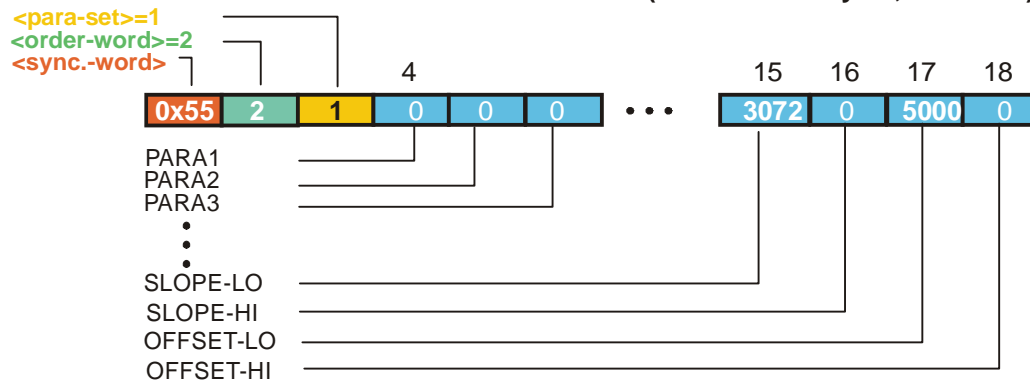 <para-set>=1
<order-word>=2
<sync.-word>
4 15 16 17 18
0x55 2 1 0 0 0 ••• 3072 0 5000 0
PARA1
PARA2
PARA3
SLOPE-LO
SLOPE-HI
OFFSET-LO
OFFSET-HI